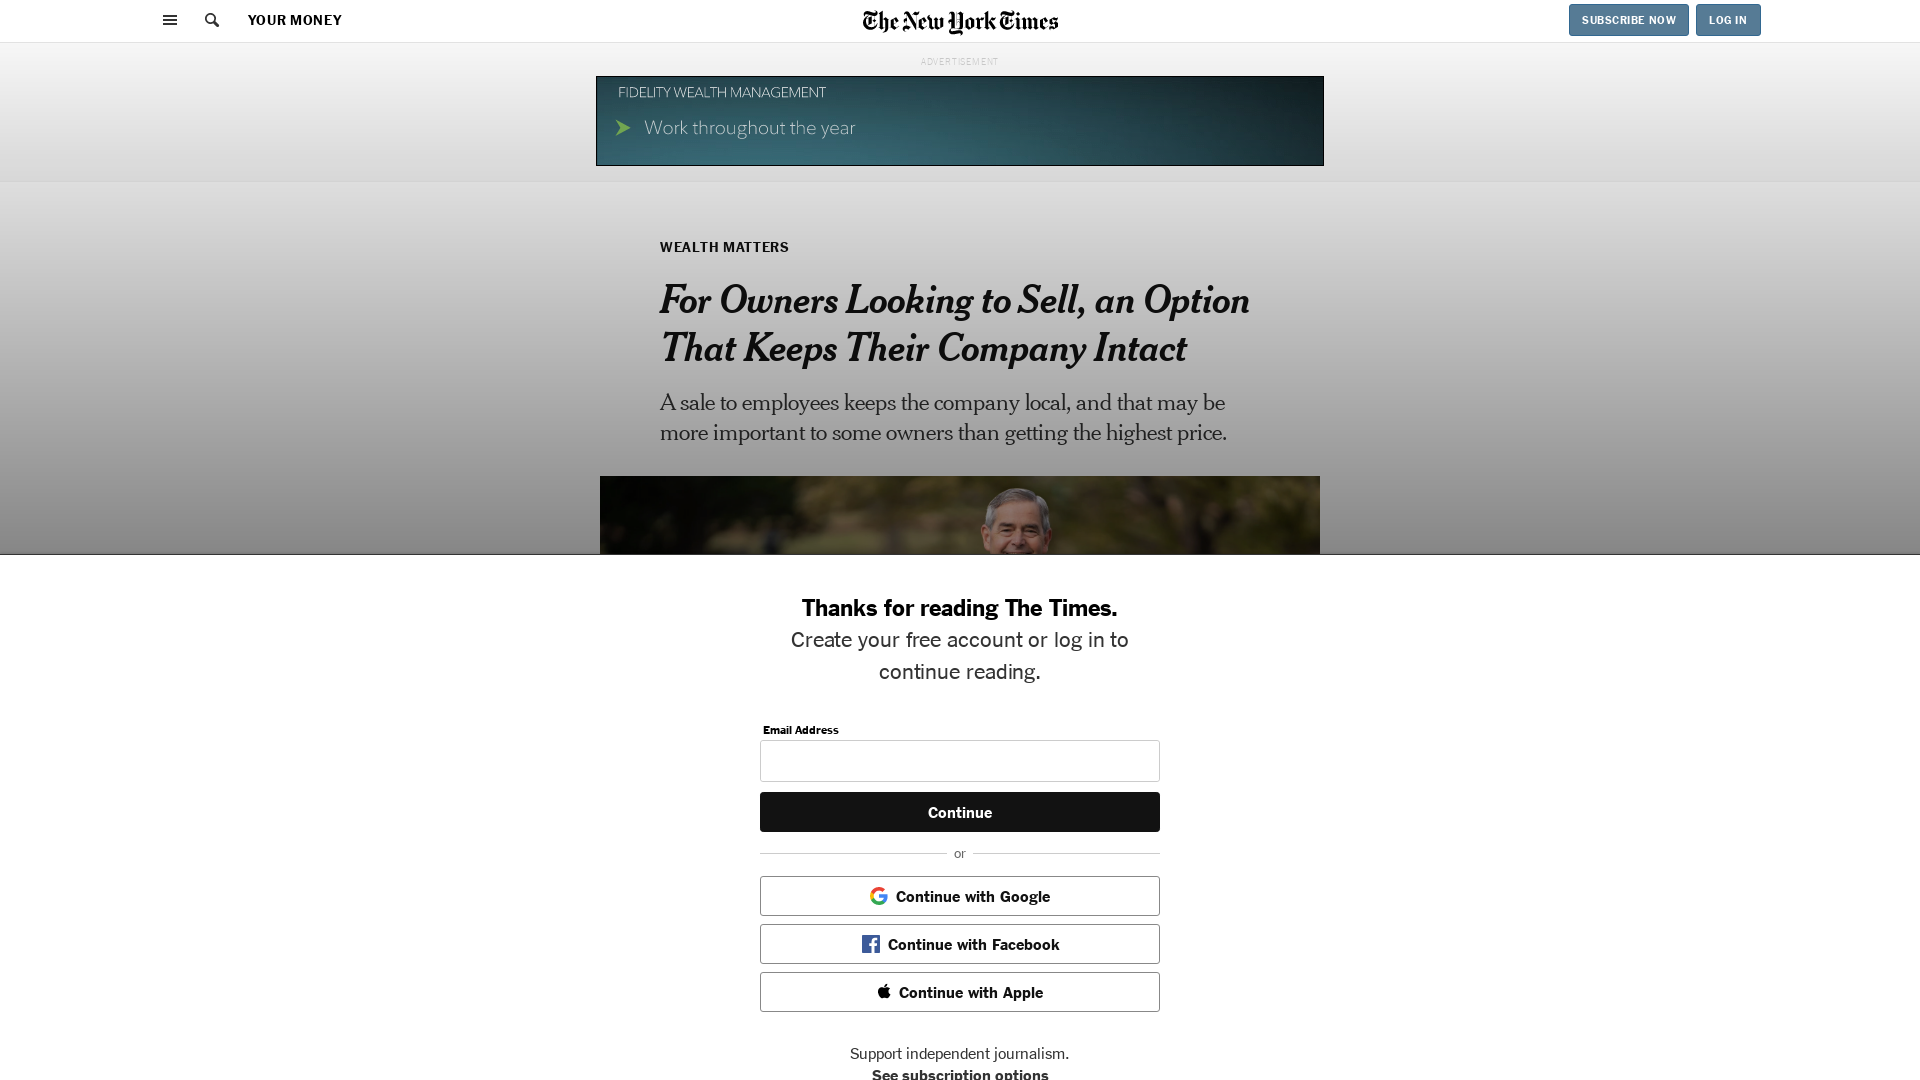 YOUR MONEY
The New York Times
SUBSCRIBE NOW
LOG IN
ADVERTISEMENT
FIDELITY WEALTH MANAGEMENT
Work throughout the year
WEALTH MATTERS
For Owners Looking to Sell, an Option
That Keeps Their Company Intact
A sale to employees keeps the company local, and that may be
more important to some owners than getting the highest price.
Thanks for reading The Times.
Create your free account or log in to
continue reading.
Email Address
Continue
or
Continue with Google
Continue with Facebook
Continue with Apple
Support independent journalism.
See subscription options